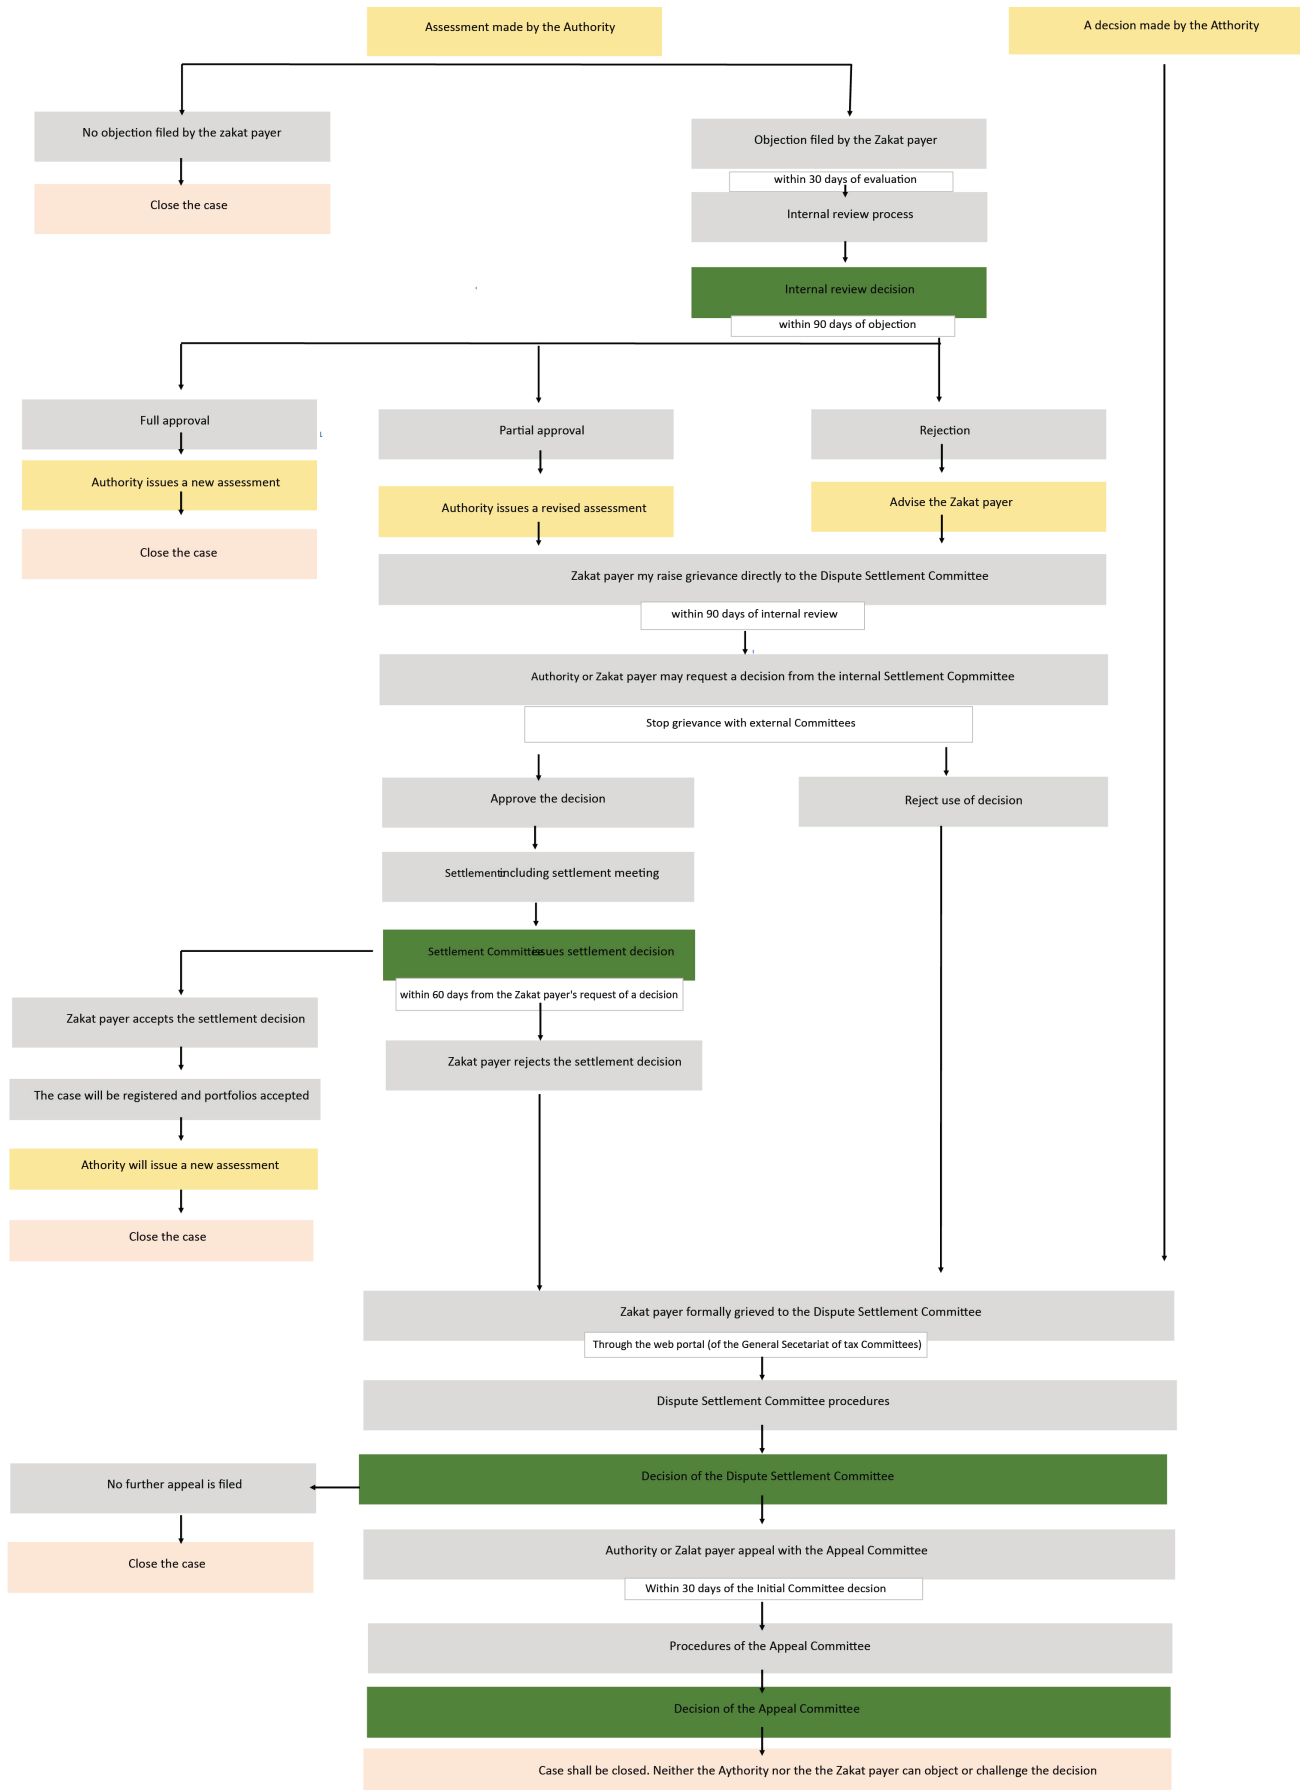 Assessment made by the Authority
A decsion made by the Atthority
No objection filed by the zakat payer
Objection filed by the Zakat payer
within 30 days of evaluation
Close the case
Internal review process
Internal review decision
within 90 days of objection
Full approval
Partial approval
Rejection
Authority issues a new assessment
Authority issues a revised assessment
Advise the Zakat payer
Close the case
Zakat payer my raise grievance directly to the Dispute Settlement Committee
within 90 days of internal review
Authority or Zakat payer may request a decision from the internal Settlement Copmmittee
Stop grievance with external Committees
Approve the decision
Reject use of decision
Settlement including settlement meeting
Settlement Committee issues settlement decision
within 60 days from the Zakat payer's request of a decision
Zakat payer accepts the settlement decision
Zakat payer rejects the settlement decision
The case will be registered and portfolios accepted
Athority will issue a new assessment
Close the case
Zakat payer formally grieved to the Dispute Settlement Committee
Through the web portal (of the General Secetariat of tax Committees)
Dispute Settlement Committee procedures
Decision of the Dispute Settlement Committee
No further appeal is filed
Authority or Zalat payer appeal with the Appeal Committee
Close the case
Within 30 days of the Initial Committee decsion
Procedures of the Appeal Committee
Decision of the Appeal Committee
Case shall be closed. Neither the Aythority nor the the Zakat payer can object or challenge the decision